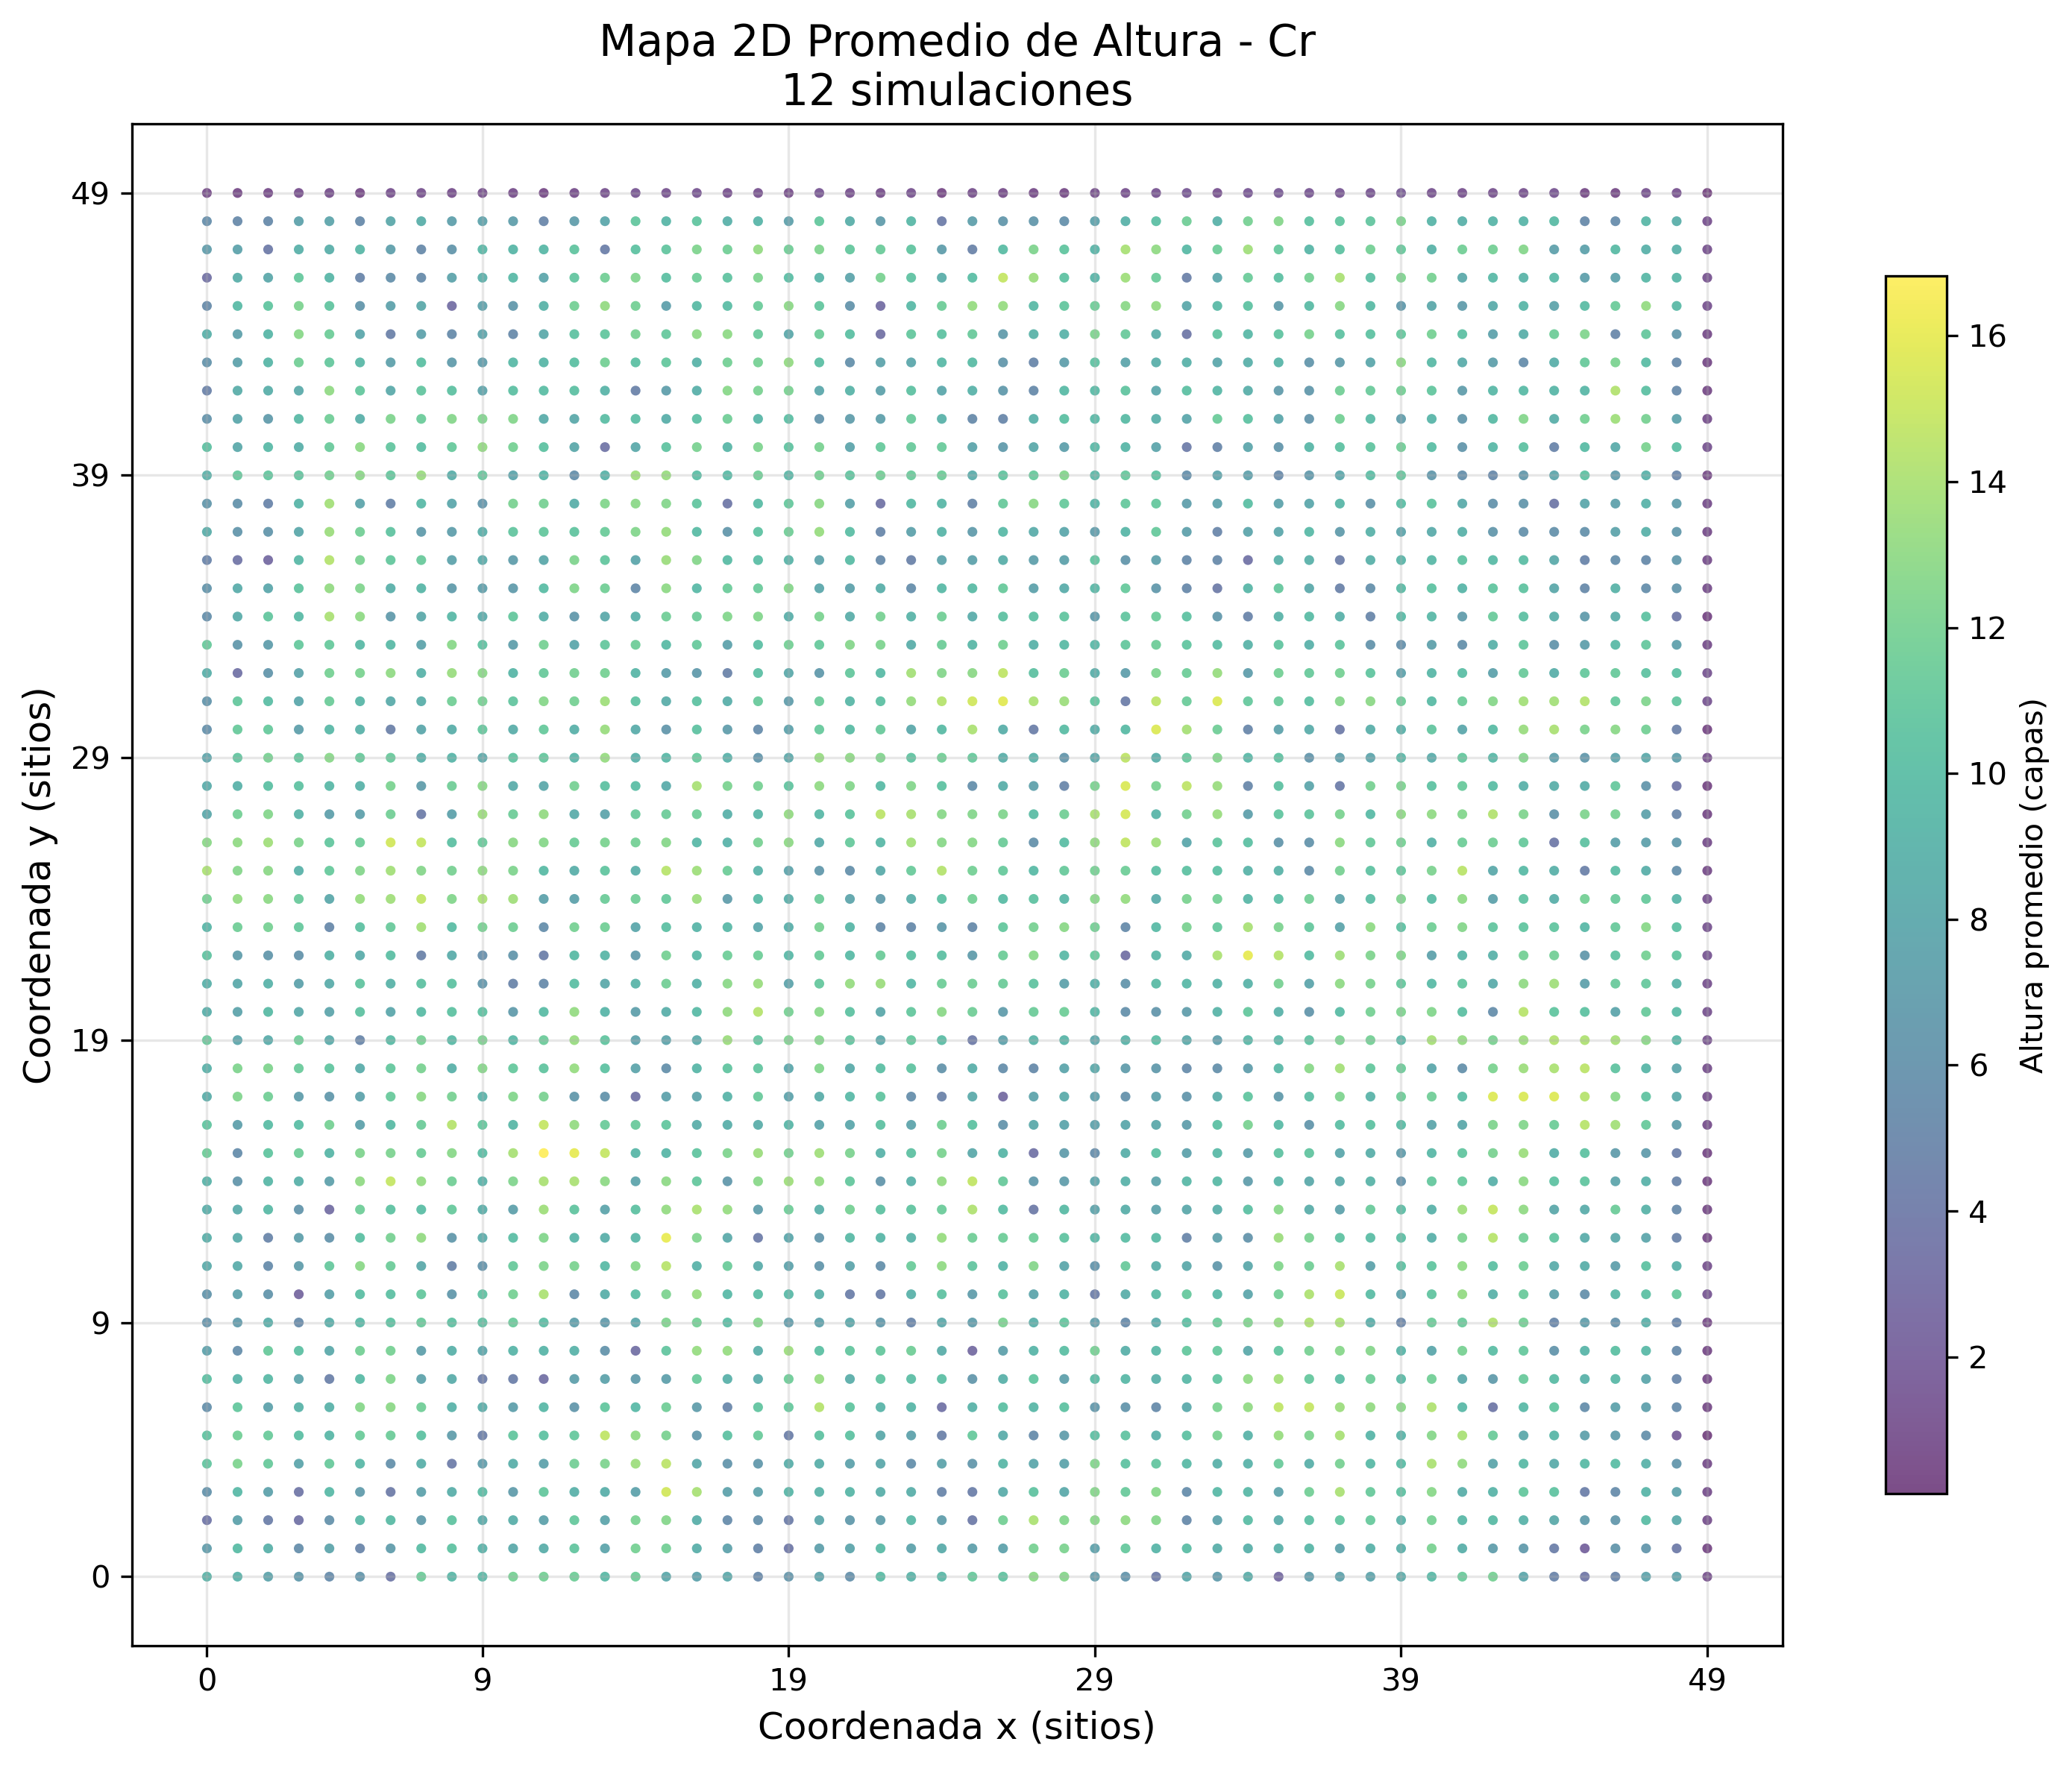 Mapa 2D Promedio de Altura - Cr
12 simulaciones
49
39
29
19
9
0
Coordenada y (sitios)
0 9 19 29 39 49
Coordenada x (sitios)
16
14
12
10
8
6
4
2
Altura promedio (capas)